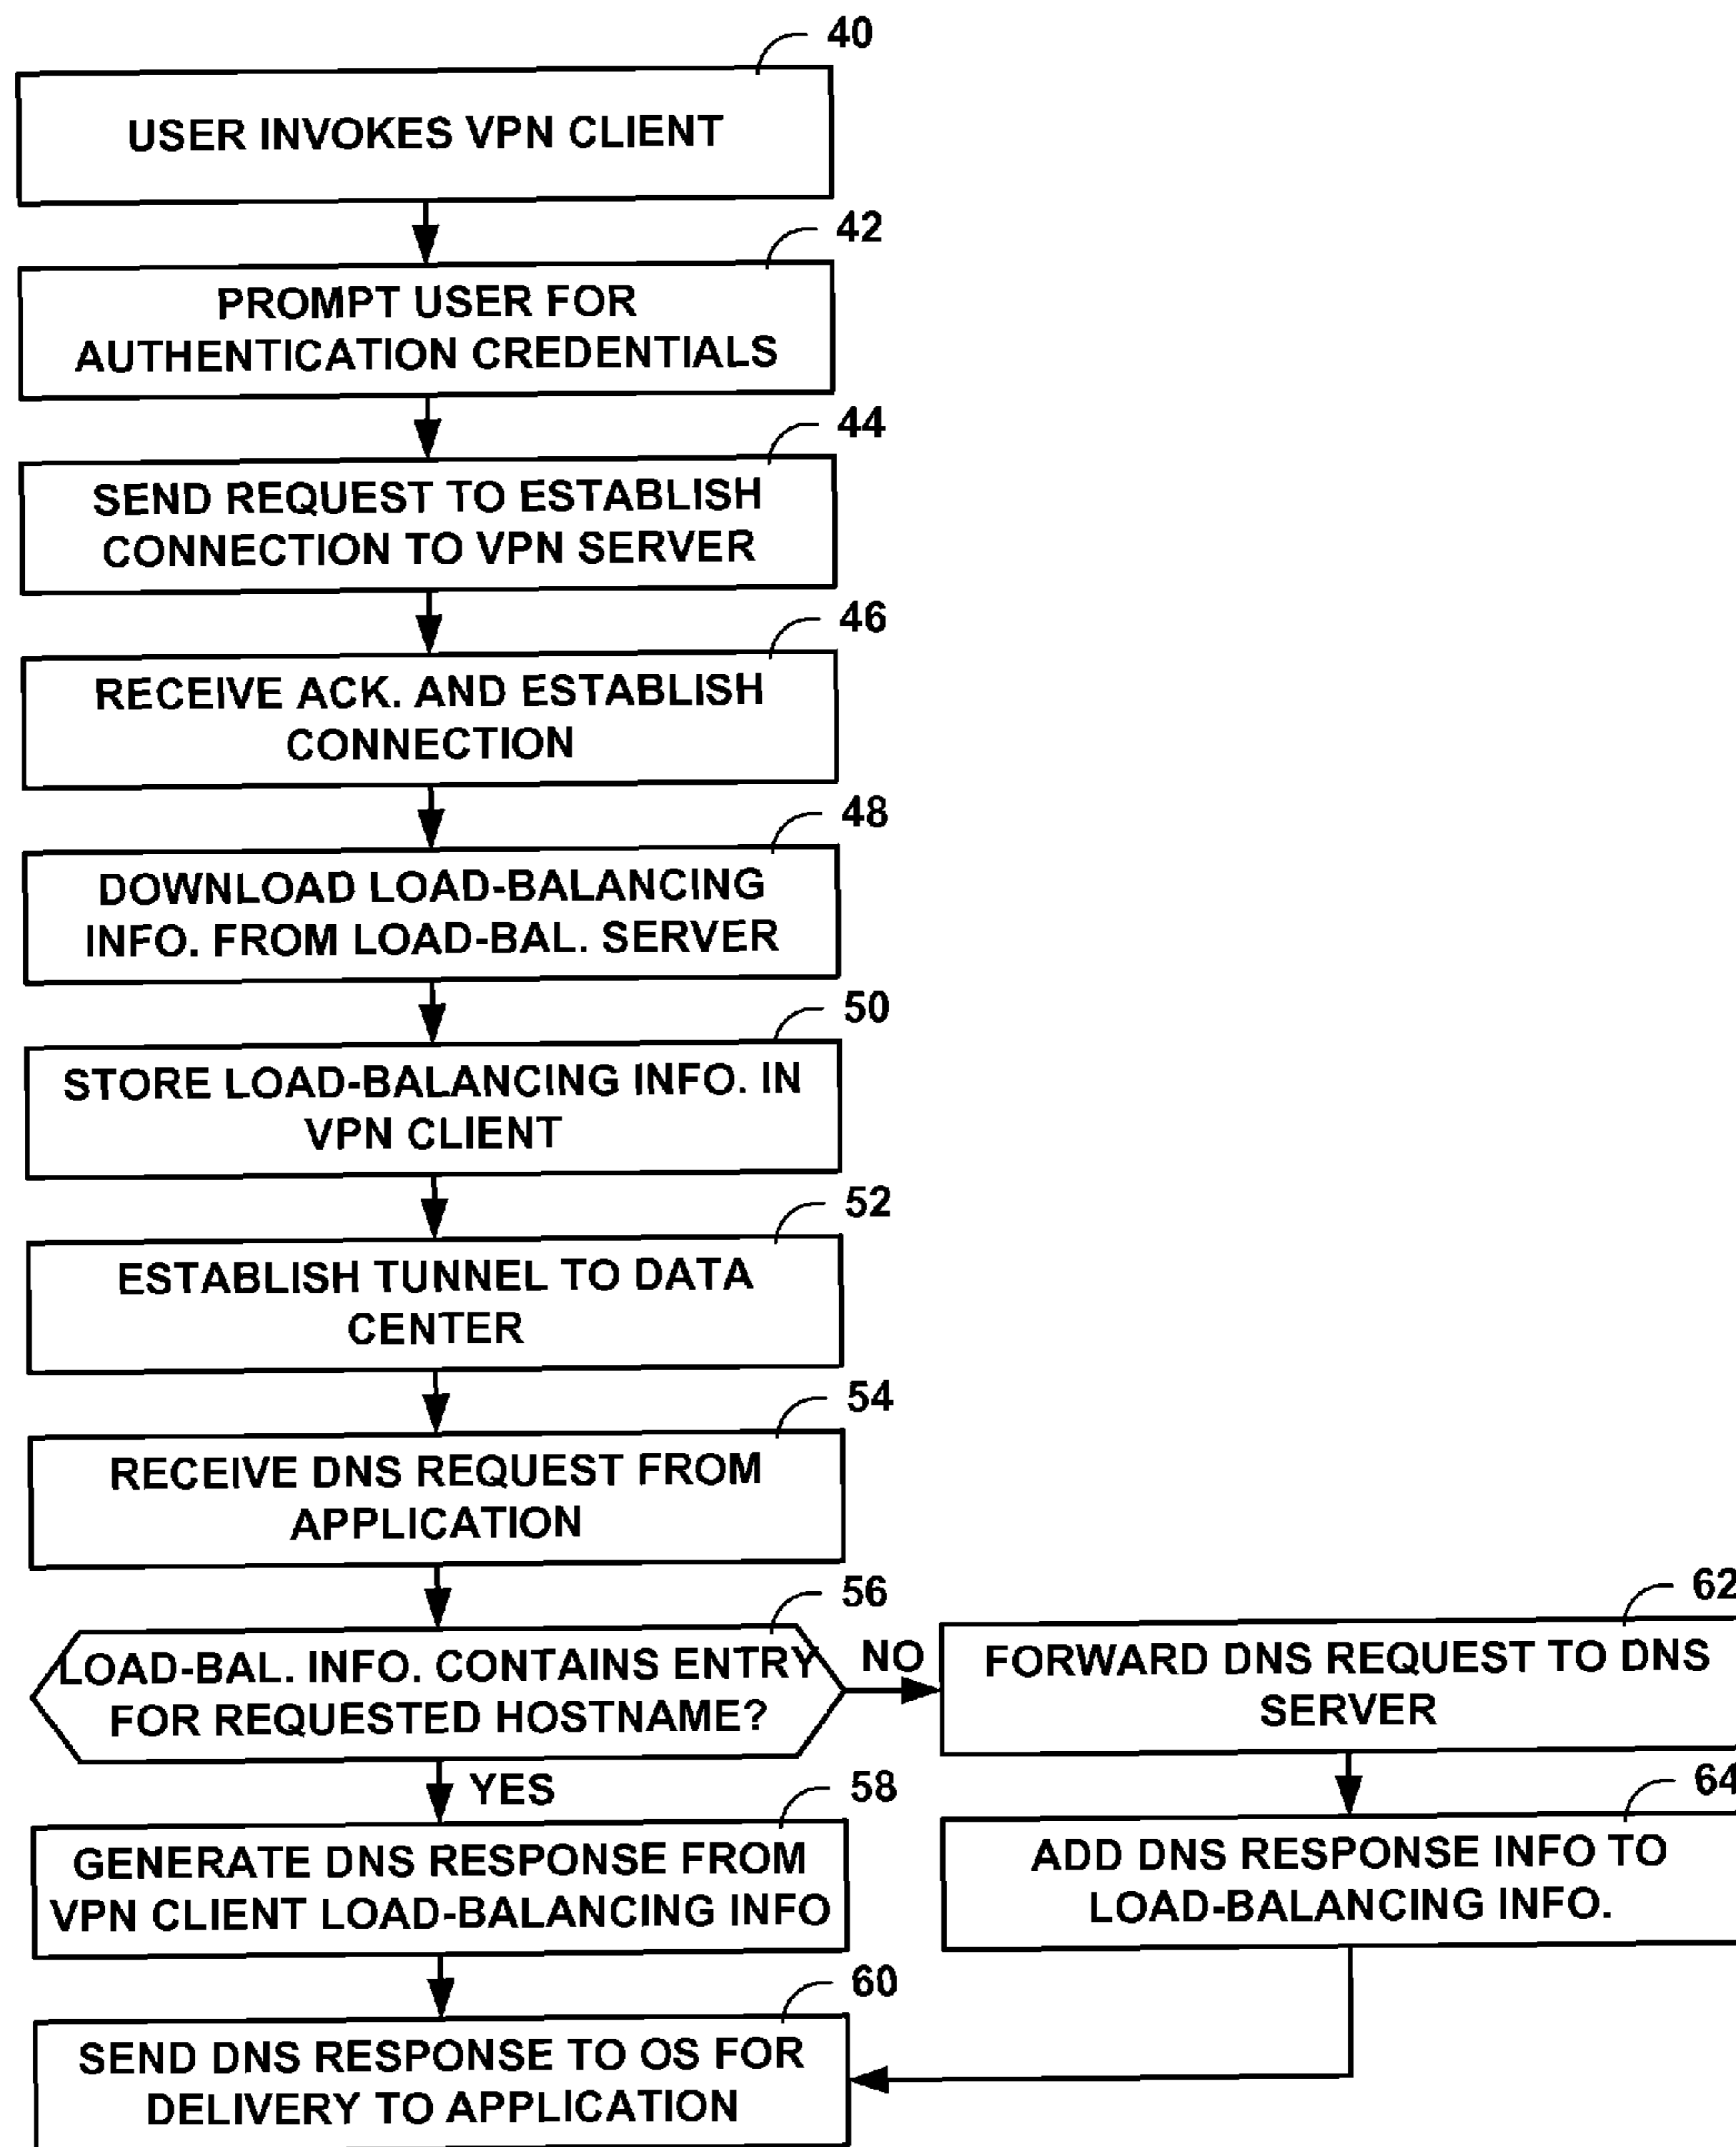 40
USER INVOKES VPN CLIENT
42
PROMPT USER FOR
AUTHENTICATION CREDENTIALS
44
SEND REQUEST TO ESTABLISH
CONNECTION TO VPN SERVER
46
RECEIVE ACK. AND ESTABLISH
CONNECTION
48
DOWNLOAD LOAD-BALANCING
INFO. FROM LOAD-BAL. SERVER
50
STORE LOAD-BALANCING INFO. IN
VPN CLIENT
52
ESTABLISH TUNNEL TO DATA
CENTER
54
RECEIVE DNS REQUEST FROM
APPLICATION
56
LOAD-BAL. INFO. CONTAINS ENTRY
FOR REQUESTED HOSTNAME?
NO
62
FORWARD DNS REQUEST TO DNS
SERVER
YES
58
GENERATE DNS RESPONSE FROM
VPN CLIENT LOAD-BALANCING INFO
64
ADD DNS RESPONSE INFO TO
LOAD-BALANCING INFO.
60
SEND DNS RESPONSE TO OS FOR
DELIVERY TO APPLICATION